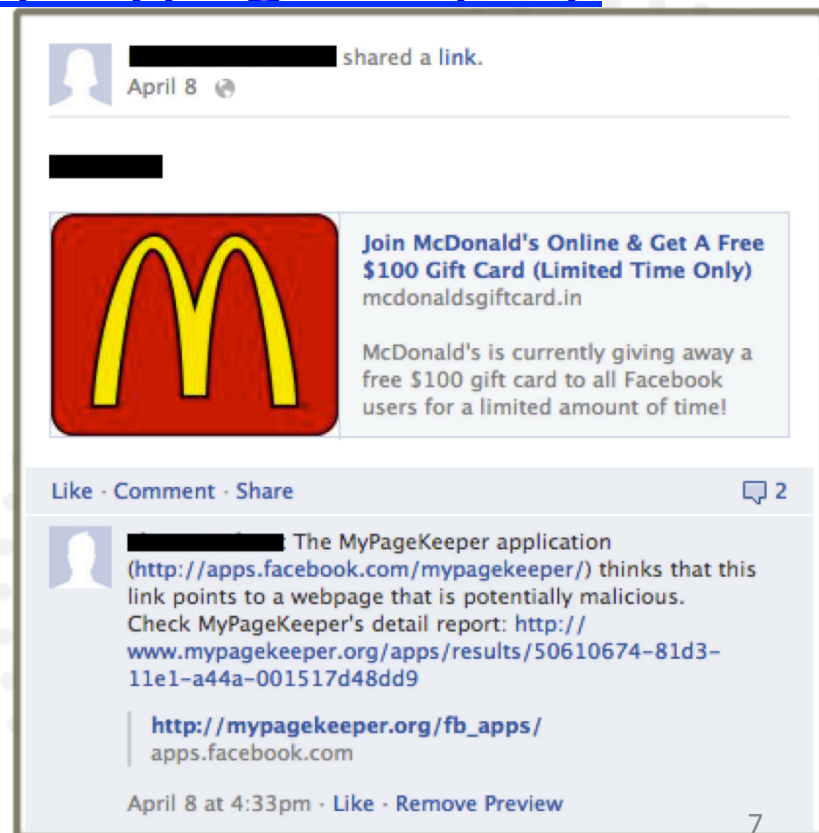 shared a link.
April 8
Join McDonald's Online & Get A Free
$100 Gift Card (Limited Time Only)
mcdonaldsgiftcard.in
McDonald's is currently giving away a
free $100 gift card to all Facebook
users for a limited amount of time!
Like · Comment · Share
2
: The MyPageKeeper application
(http://apps.facebook.com/mypagekeeper/) thinks that this
link points to a webpage that is potentially malicious.
Check MyPageKeeper's detail report: http://
www.mypagekeeper.org/apps/results/50610674-81d3-
11e1-a44a-001517d48dd9
http://mypagekeeper.org/fb_apps/
apps.facebook.com
April 8 at 4:33pm · Like · Remove Preview
7